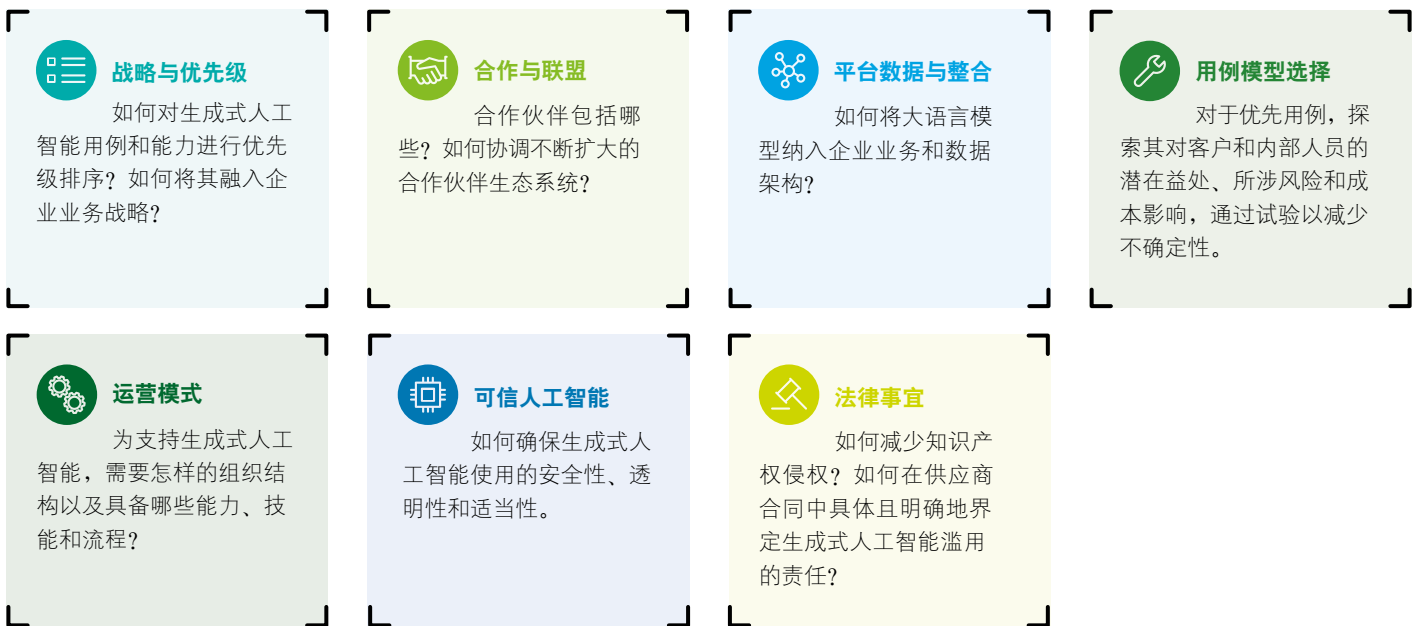 战略与优先级
如何对生成式人工
智能用例和能力进行优先
级排序？如何将其融入企
业业务战略？
合作与联盟
合作伙伴包括哪
些？如何协调不断扩大的
合作伙伴生态系统？
平台数据与整合
如何将大语言模
型纳入企业业务和数据
架构？
用例模型选择
对于优先用例，探
索其对客户和内部人员的
潜在益处、所涉风险和成
本影响，通过试验以减少
不确定性。
运营模式
为支持生成式人工
智能，需要怎样的组织结
构以及具备哪些能力、技
能和流程？
可信人工智能
如何确保生成式人
工智能使用的安全性、透
明性和适当性。
法律事宜
如何减少知识产
权侵权？如何在供应商
合同中具体且明确地界
定生成式人工智能滥用
的责任？